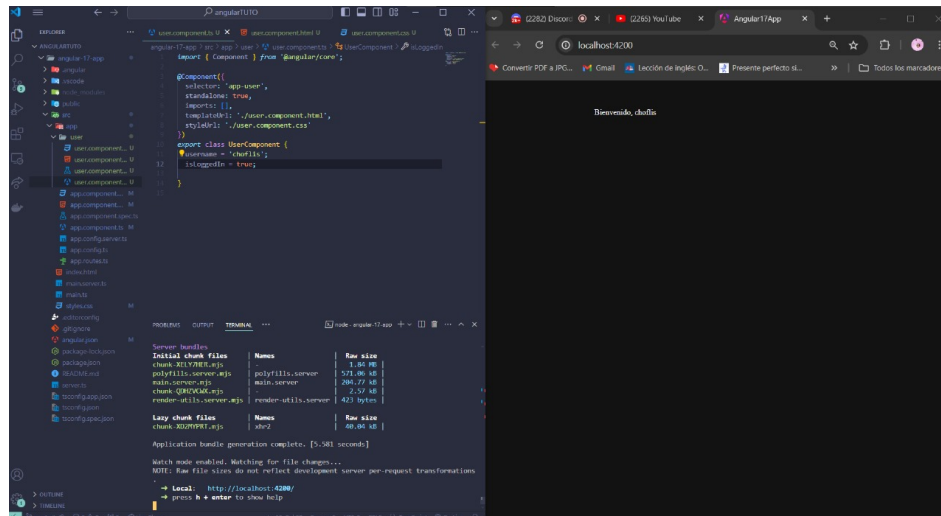 angularTUTO
EXPLORER
ANGULARTUTO
angular-17-app
.angular
.vscode
node_modules
public
src
app
user
user.component... U
user.component... U
user.component... U
user.component... U
app.component... M
app.component... M
app.component.spec.ts
app.component.ts M
app.config.server.ts
app.config.ts
app.routes.ts
index.html
main.server.ts
main.ts
styles.css M
.editorconfig
.gitignore
angular.json M
package-lock.json
package.json
README.md
server.ts
tsconfig.app.json
tsconfig.json
tsconfig.spec.json
OUTLINE
TIMELINE
user.component.ts U
user.component.html U
user.component.css U
angular-17-app > src > app > user > user.component.ts > UserComponent > isLoggedIn
import { Component } from '@angular/core';
@Component({
selector: 'app-user',
standalone: true,
imports: [],
templateUrl: './user.component.html',
styleUrl: './user.component.css'
})
export class UserComponent {
username = 'choflis';
12 isLoggedIn = true;
}
PROBLEMS OUTPUT TERMINAL ... node - angular-17-app
Server bundles
Initial chunk files | Names | Raw size
chunk-XELY7HER.mjs | - | 1.84 MB |
polyfills.server.mjs | polyfills.server | 571.06 kB |
main.server.mjs | main.server | 204.77 kB |
chunk-QDHZVCWX.mjs | - | 2.57 kB |
render-utils.server.mjs | render-utils.server | 423 bytes |
Lazy chunk files | Names | Raw size
chunk-XD2MYPRT.mjs | xhr2 | 40.04 kB |
Application bundle generation complete. [5.581 seconds]
Watch mode enabled. Watching for file changes...
NOTE: Raw file sizes do not reflect development server per-request transformations
.
➜ Local: http://localhost:4200/
➜ press h + enter to show help
(2282) Discord
(2265) YouTube
Angular17App
localhost:4200
Convertir PDF a JPG...
Gmail
Lección de inglés: O...
Presente perfecto si...
Todos los marcadore
Bienvenido, choflis